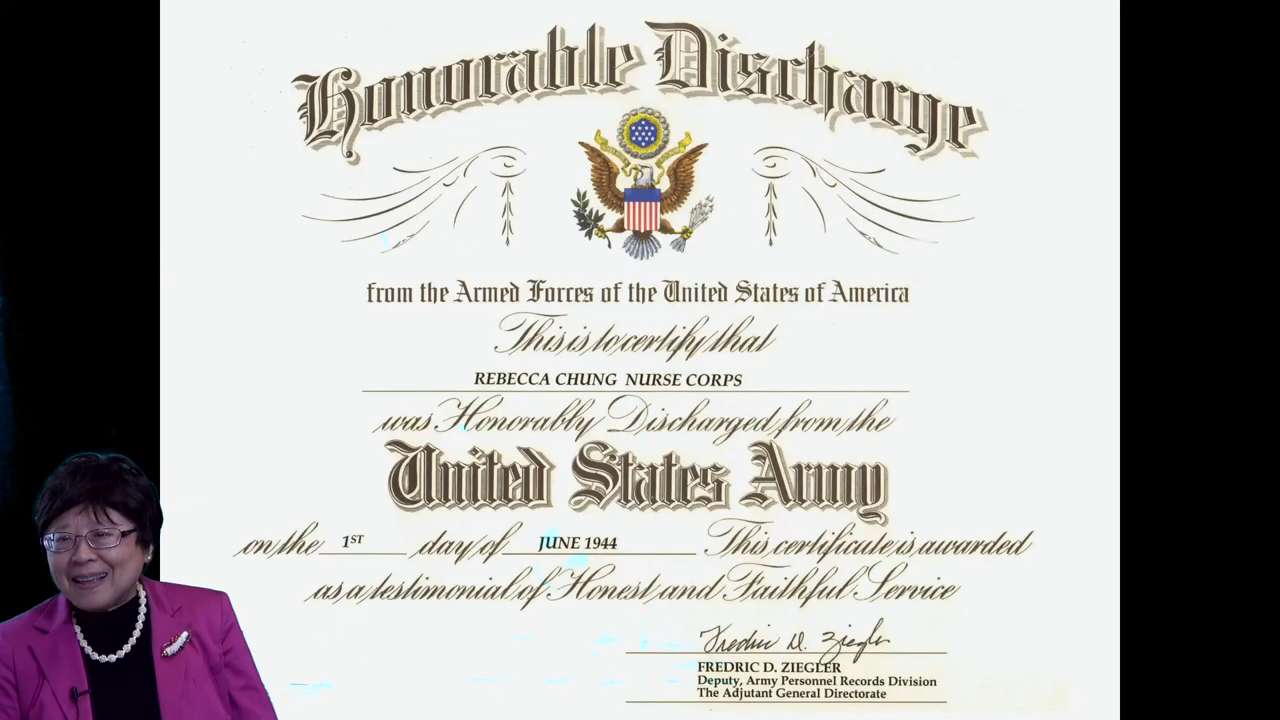 Honorable Discharge
from the Armed Forces of the United States of America
This is to certify that
REBECCA CHUNG NURSE CORPS
was Honorably Discharged from the
United States Army
on the 1ST day of JUNE 1944 This certificate is awarded
as a testimonial of Honest and Faithful Service
Fredric D. Ziegler
FREDRIC D. ZIEGLER
Deputy, Army Personnel Records Division
The Adjutant General Directorate